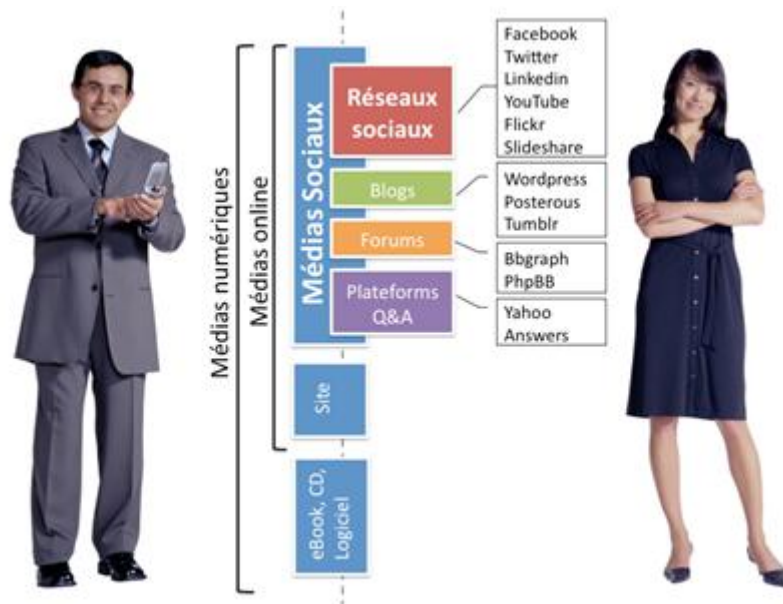 Médias numériques
Médias online
Médias Sociaux
Réseaux
sociaux
Facebook
Twitter
Linkedin
YouTube
Flickr
Slideshare
Blogs
Wordpress
Posterous
Tumblr
Forums
Bbgraph
PhpBB
Plateforms
Q&A
Yahoo
Answers
Site
eBook, CD,
Logiciel